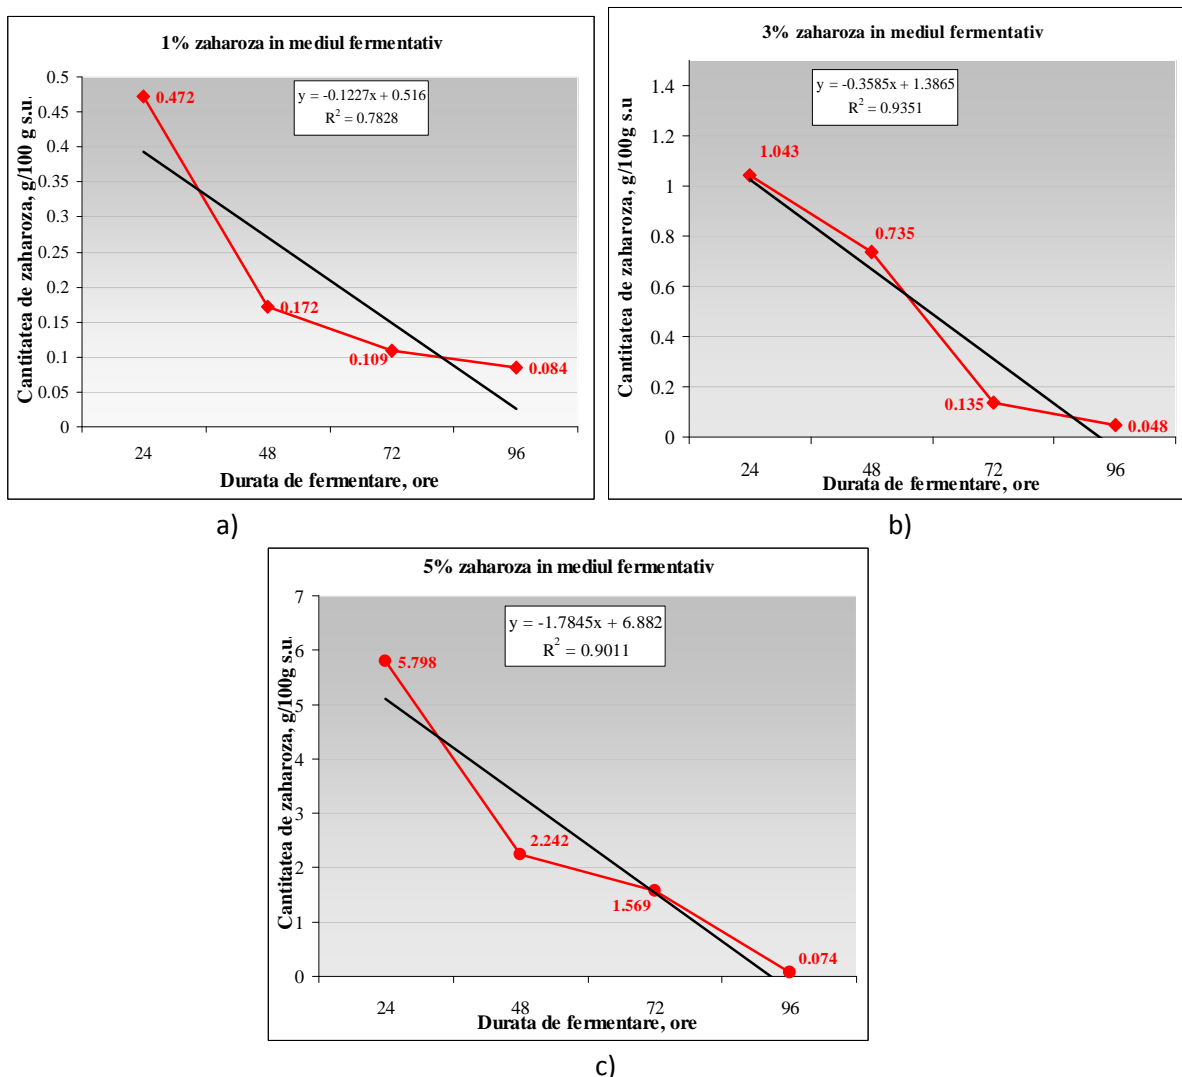 1% zaharoza in mediul fermentativ
y = -0.1227x + 0.516
R² = 0.7828
Cantitatea de zaharoza, g/100 g s.u.
0.5
0.45
0.4
0.35
0.3
0.25
0.2
0.15
0.1
0.05
0
0.472
0.172
0.109
0.084
24 48 72 96
Durata de fermentare, ore
a)
3% zaharoza in mediul fermentativ
y = -0.3585x + 1.3865
R² = 0.9351
Cantitatea de zaharoza, g/100g s.u
1.4
1.2
1
0.8
0.6
0.4
0.2
0
1.043
0.735
0.135
0.048
24 48 72 96
Durata de fermentare, ore
b)
5% zaharoza in mediul fermentativ
y = -1.7845x + 6.882
R² = 0.9011
Cantitatea de zaharoza, g/100g s.u.
7
6
5
4
3
2
1
0
5.798
2.242
1.569
0.074
24 48 72 96
Durata de fermentare, ore
c)